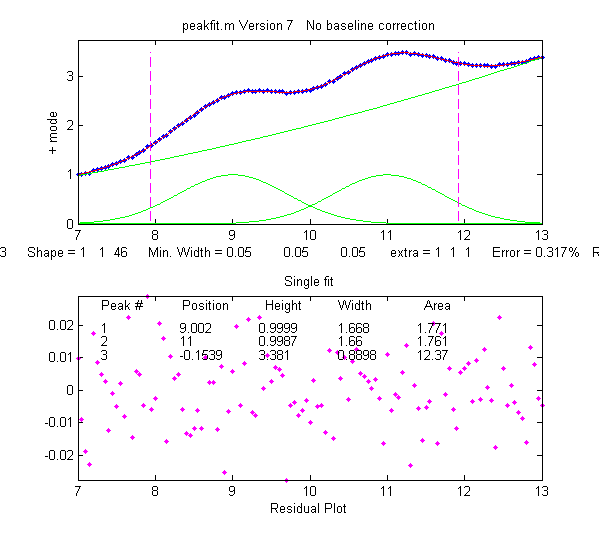 peakfit.m Version 7 No baseline correction
+ mode
3
2
1
0
7 8 9 10 11 12 13
3 Shape = 1 1 46 Min. Width = 0.05 0.05 0.05 extra = 1 1 1 Error = 0.317% R
Single fit
Peak # Position Height Width Area
1 9.002 0.9999 1.668 1.771
2 11 0.9987 1.66 1.761
3 -0.1539 3.381 0.8898 12.37
0.02
0.01
0
-0.01
-0.02
7 8 9 10 11 12 13
Residual Plot